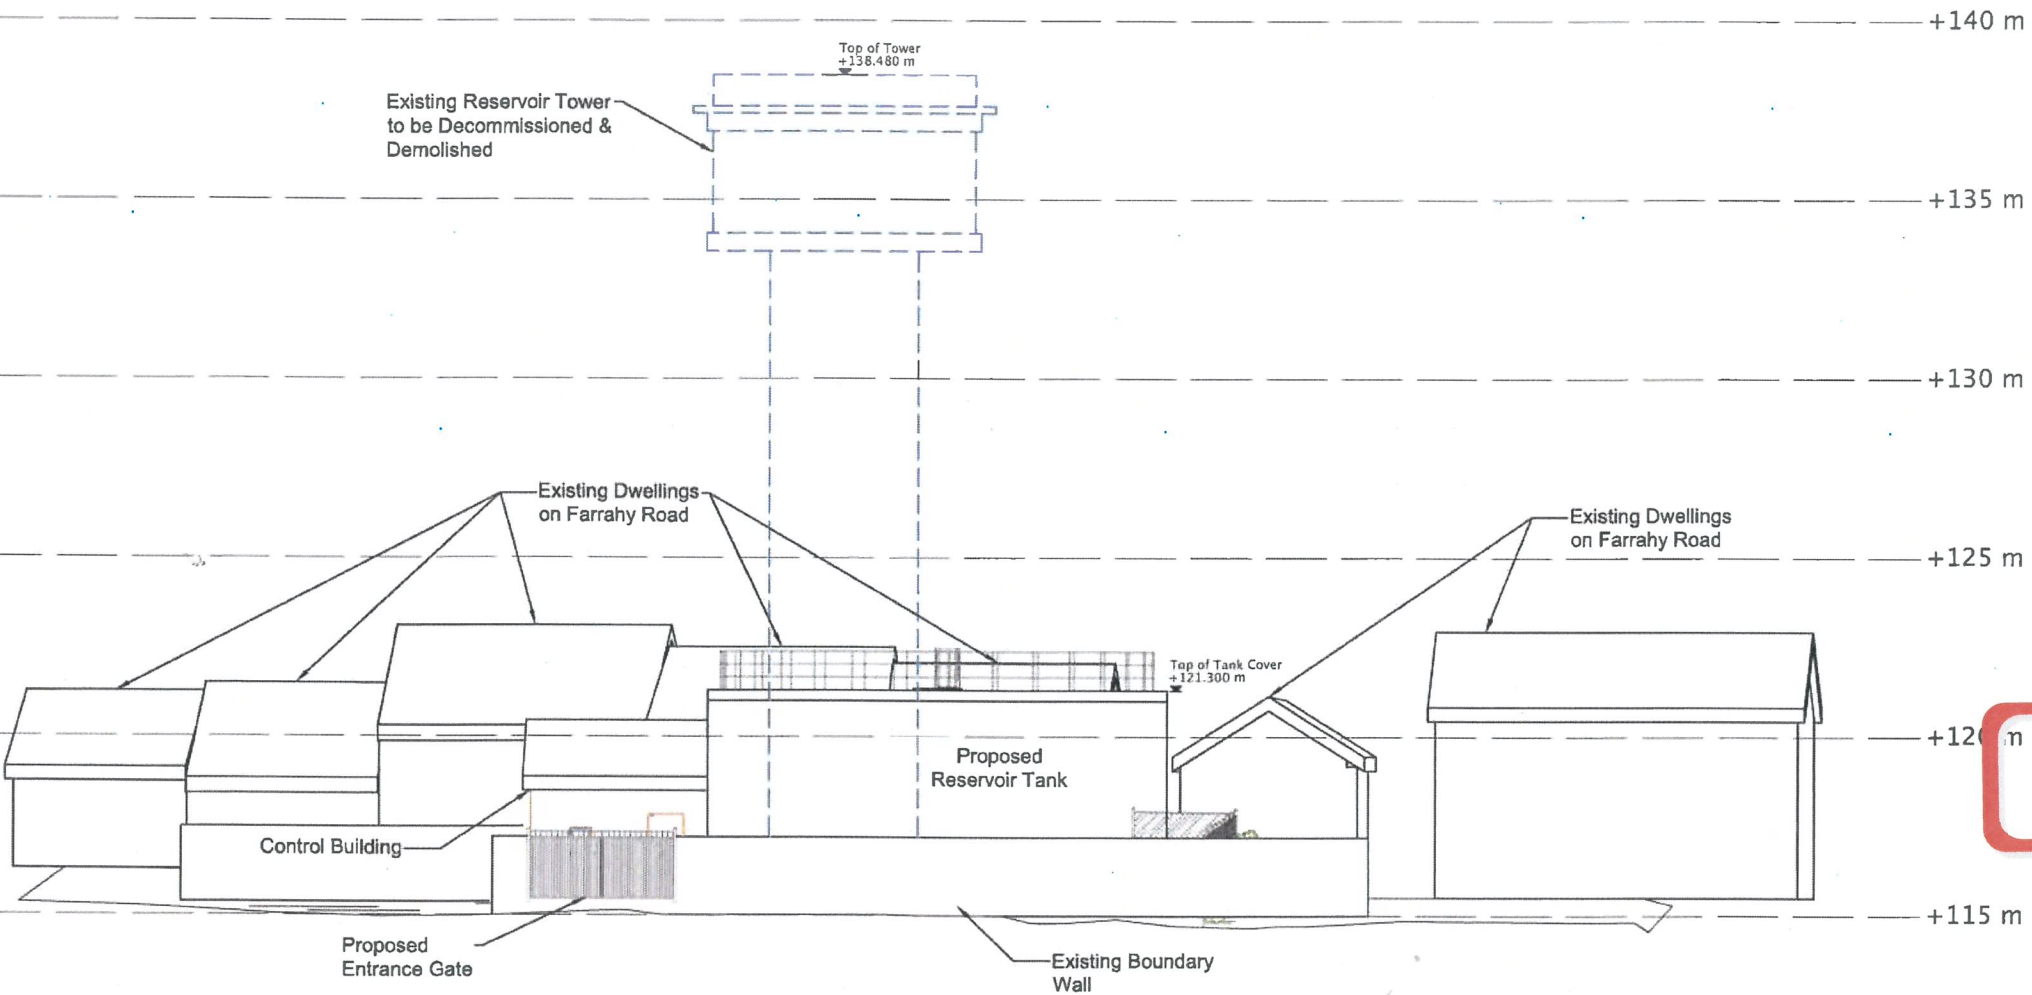 +140 m
Top of Tower
+138.480 m
Existing Reservoir Tower
to be Decommissioned &
Demolished
+135 m
+130 m
Existing Dwellings
on Farrahy Road
Existing Dwellings
on Farrahy Road
+125 m
Top of Tank Cover
+121.300 m
+120 m
Proposed
Reservoir Tank
Control Building
+115 m
Proposed
Entrance Gate
Existing Boundary
Wall